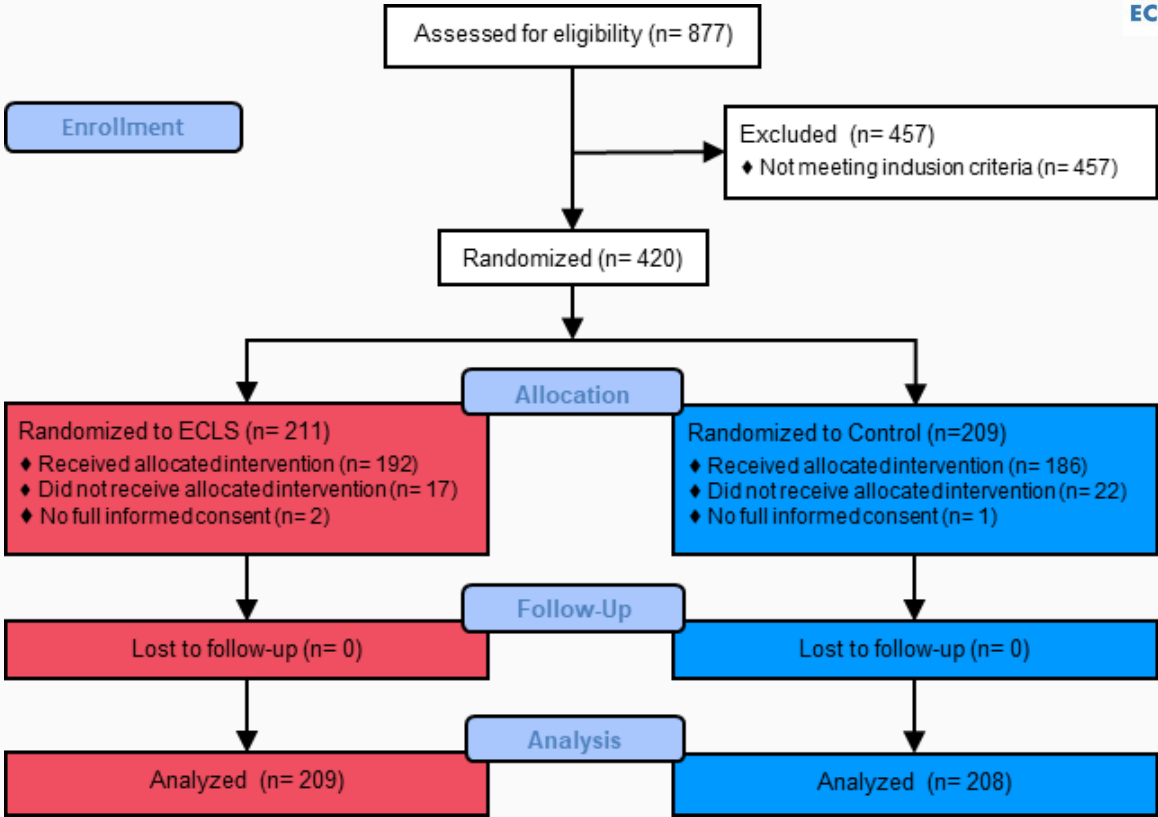 EC
Assessed for eligibility (n= 877)
Enrollment
Excluded (n= 457)
♦ Not meeting inclusion criteria (n= 457)
Randomized (n= 420)
Allocation
Randomized to ECLS (n= 211)
♦ Received allocated intervention (n= 192)
♦ Did not receive allocated intervention (n= 17)
♦ No full informed consent (n= 2)
Randomized to Control (n=209)
♦ Received allocated intervention (n= 186)
♦ Did not receive allocated intervention (n= 22)
♦ No full informed consent (n= 1)
Follow-Up
Lost to follow-up (n= 0)
Lost to follow-up (n= 0)
Analysis
Analyzed (n= 209)
Analyzed (n= 208)